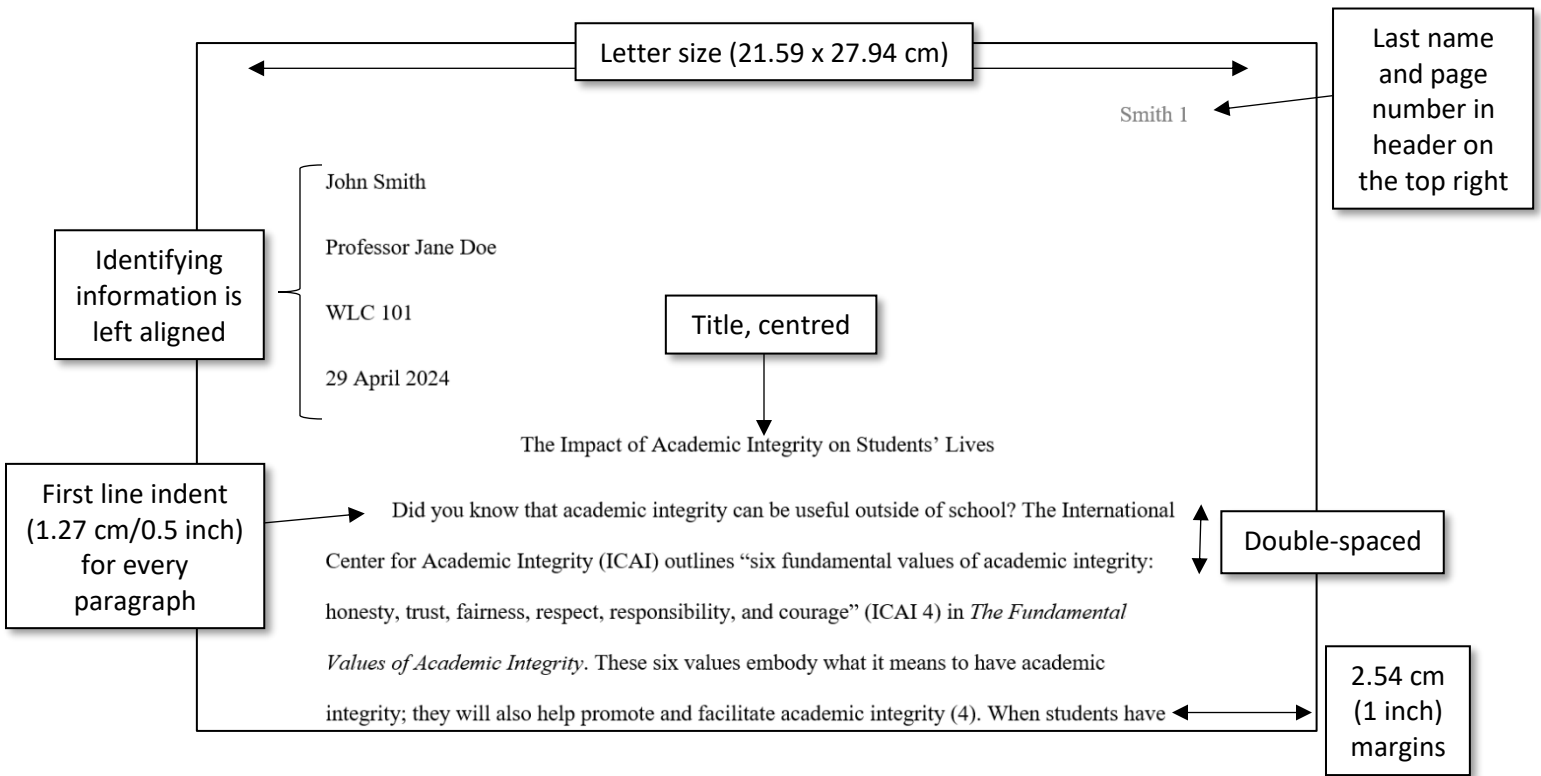 Letter size (21.59 x 27.94 cm)
Last name
and page
number in
header on
the top right
Smith 1
John Smith
Professor Jane Doe
WLC 101
29 April 2024
Identifying
information is
left aligned
Title, centred
The Impact of Academic Integrity on Students’ Lives
First line indent
(1.27 cm/0.5 inch)
for every
paragraph
Did you know that academic integrity can be useful outside of school? The International
Center for Academic Integrity (ICAI) outlines “six fundamental values of academic integrity:
honesty, trust, fairness, respect, responsibility, and courage” (ICAI 4) in The Fundamental
Values of Academic Integrity. These six values embody what it means to have academic
integrity; they will also help promote and facilitate academic integrity (4). When students have
Double-spaced
2.54 cm
(1 inch)
margins